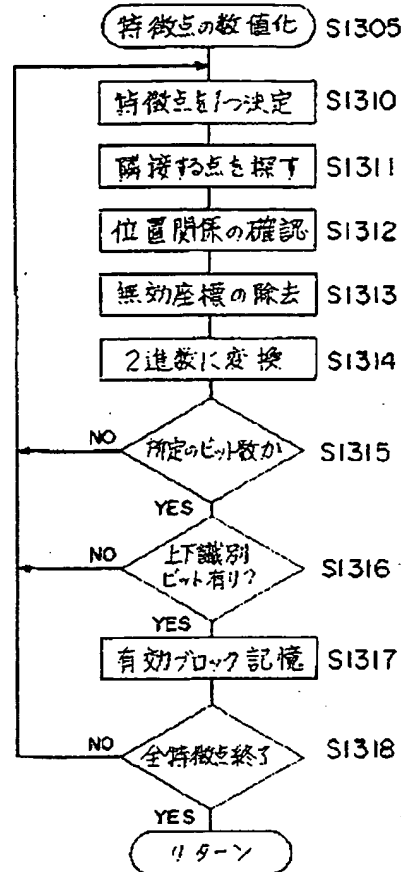 特徴点の数値化 S1305
特徴点を1つ決定 S1310
隣接する点を探す S1311
位置関係の確認 S1312
無効座標の除去 S1313
2進数に変換 S1314
所定のビット数か S1315
NO
YES
上下識別
ビット有り? S1316
NO
YES
有効ブロック記憶 S1317
全特徴点終了 S1318
NO
YES
リターン